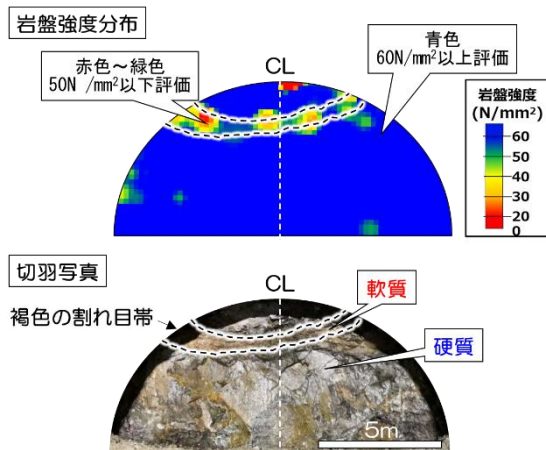 岩盤強度分布
赤色~緑色
50N /mm²以下評価
CL
青色
60N/mm²以上評価
岩盤強度
(N/mm²)
60
50
40
30
20
0
切羽写真
CL
軟質
褐色の割れ目帯
硬質
5m